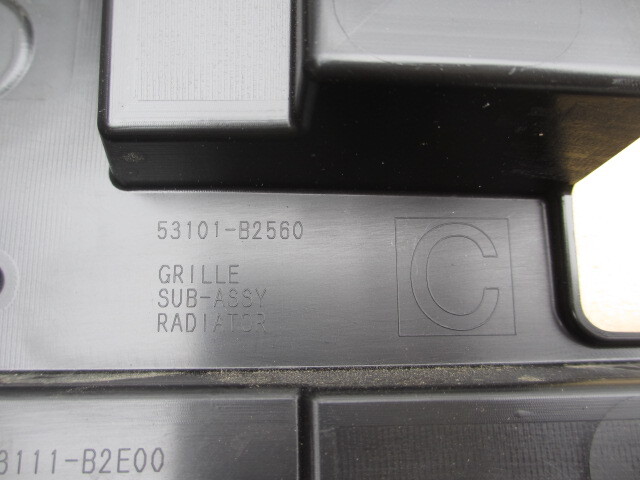 53101-B2560
GRILLE
SUB-ASSY
RADIATOR
C
3111-B2E00